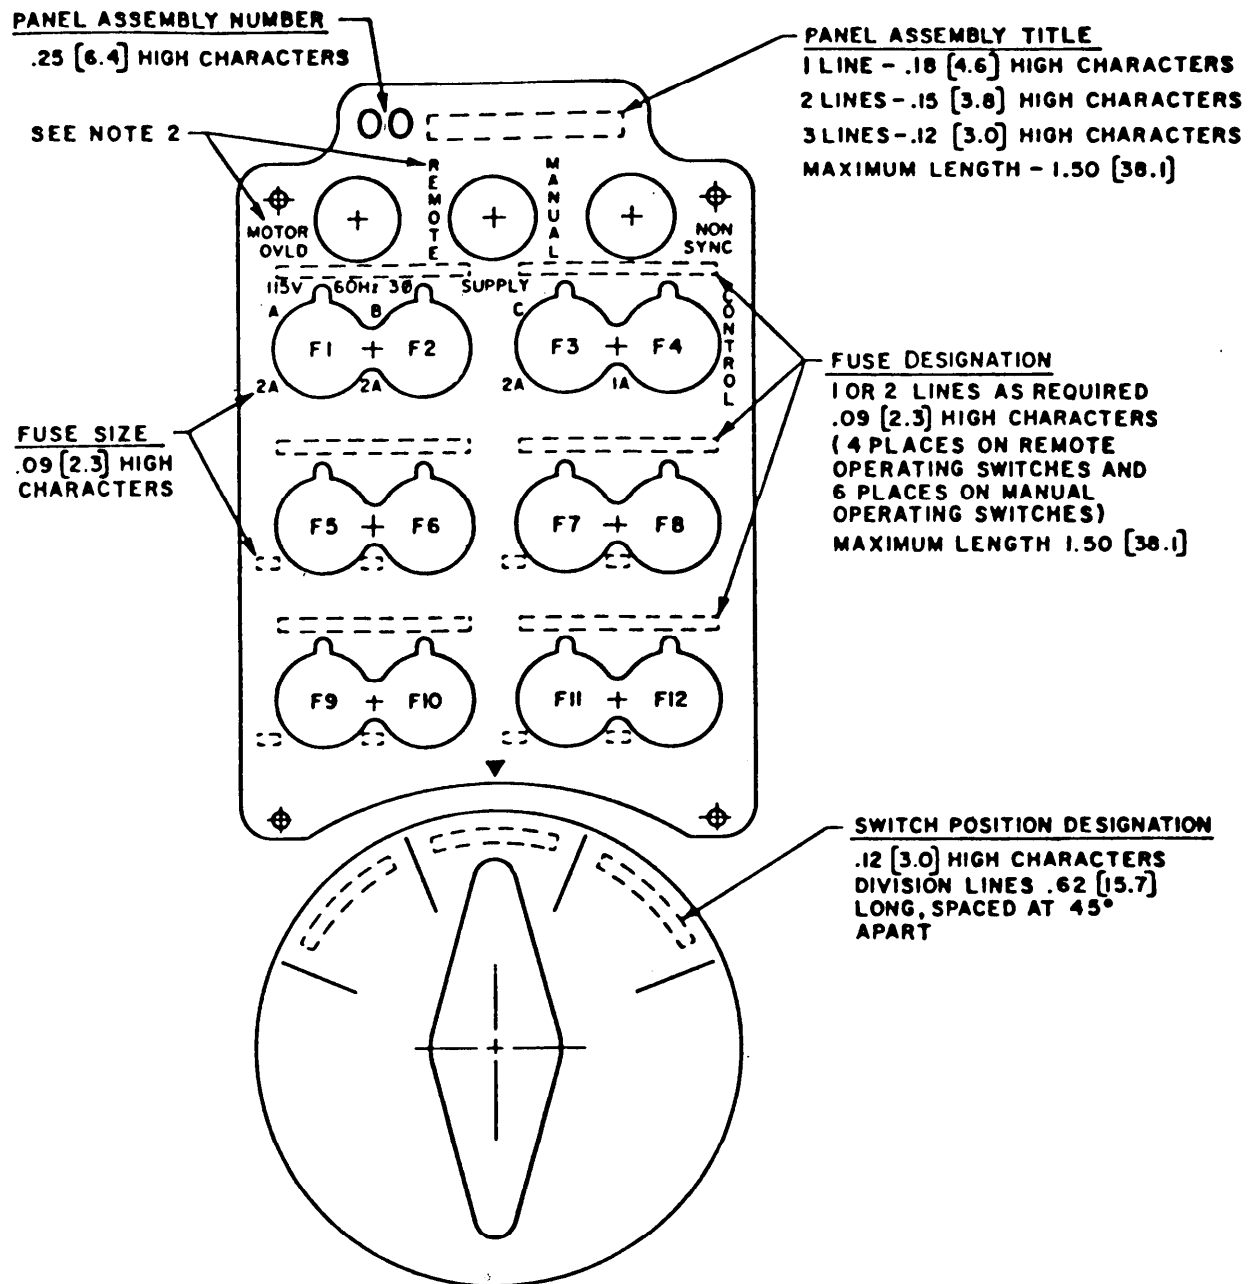 PANEL ASSEMBLY NUMBER
.25 [6.4] HIGH CHARACTERS
PANEL ASSEMBLY TITLE
1 LINE - .18 [4.6] HIGH CHARACTERS
2 LINES - .15 [3.8] HIGH CHARACTERS
3 LINES - .12 [3.0] HIGH CHARACTERS
MAXIMUM LENGTH - 1.50 [38.1]
SEE NOTE 2
00
REMOTE
MANUAL
MOTOR
OVLD
NON
SYNC
115V 60Hz 3Ø SUPPLY
A B C
CONTROL
F1 F2 F3 F4
2A 2A 2A 1A
FUSE DESIGNATION
1 OR 2 LINES AS REQUIRED
.09 [2.3] HIGH CHARACTERS
(4 PLACES ON REMOTE
OPERATING SWITCHES AND
6 PLACES ON MANUAL
OPERATING SWITCHES)
MAXIMUM LENGTH 1.50 [38.1]
FUSE SIZE
.09 [2.3] HIGH
CHARACTERS
F5 F6 F7 F8
F9 F10 F11 F12
SWITCH POSITION DESIGNATION
.12 [3.0] HIGH CHARACTERS
DIVISION LINES .62 [15.7]
LONG, SPACED AT 45°
APART